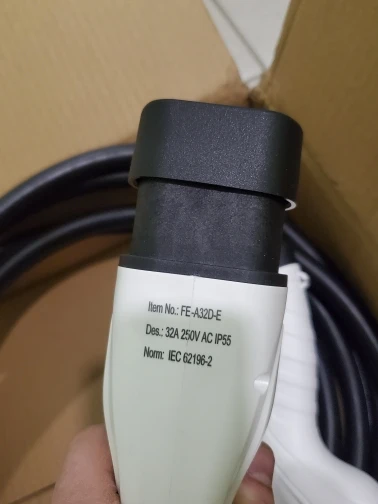 Item No.: FE-A32D-E
Des.: 32A 250V AC IP55
Norm: IEC 62196-2